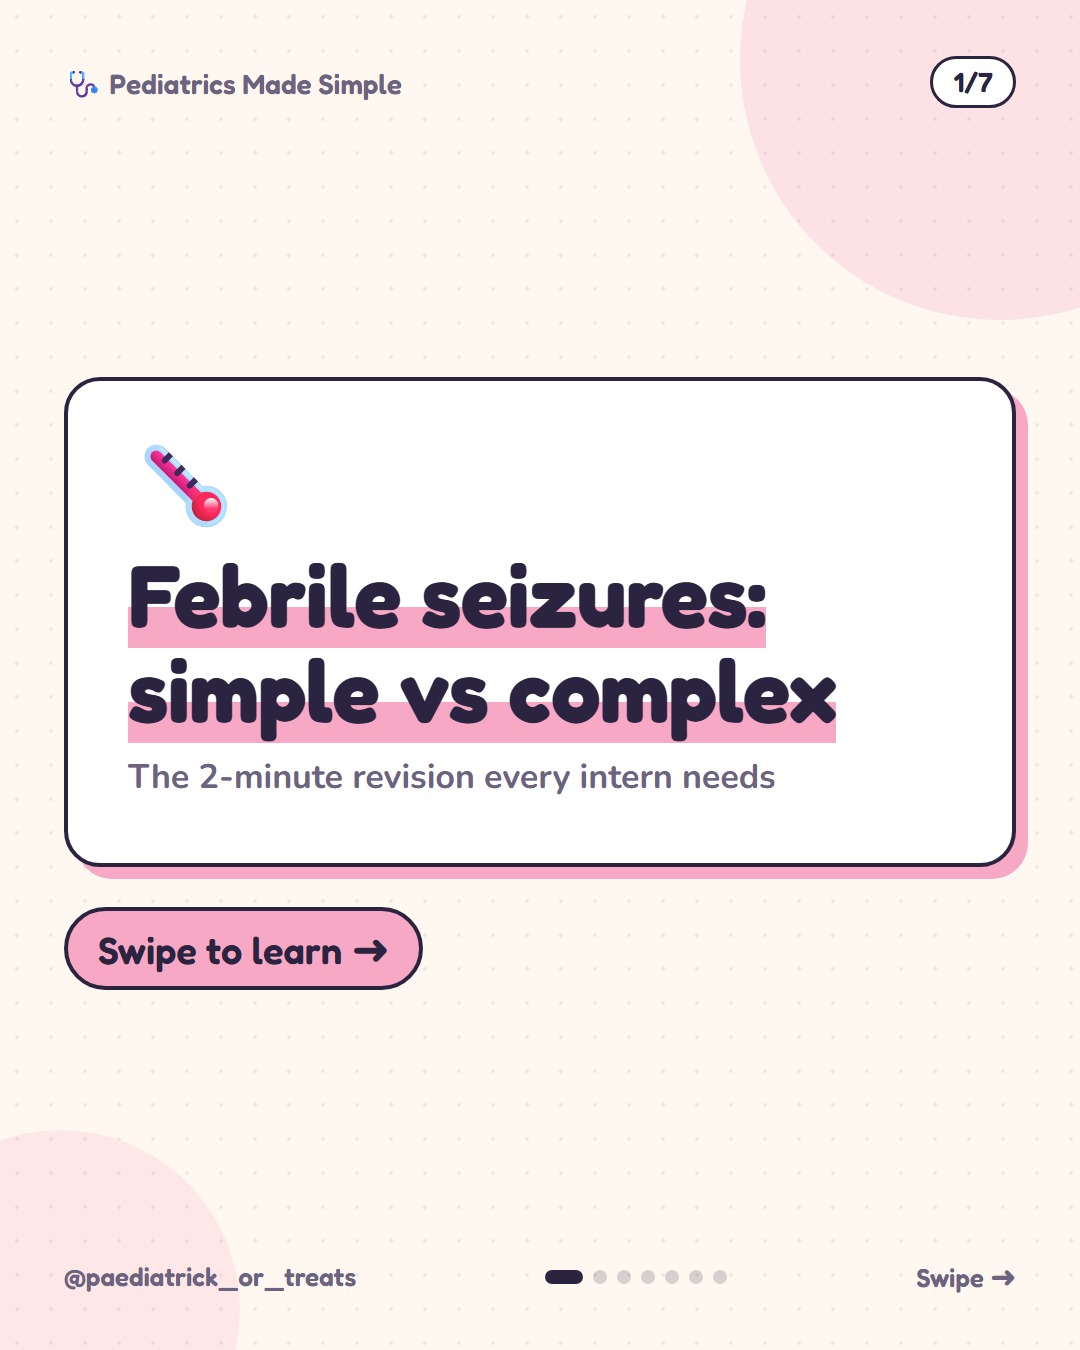 🩺 Pediatrics Made Simple
1/7
Febrile seizures:
simple vs complex
The 2-minute revision every intern needs
Swipe to learn →
@paediatrick_or_treats
Swipe →